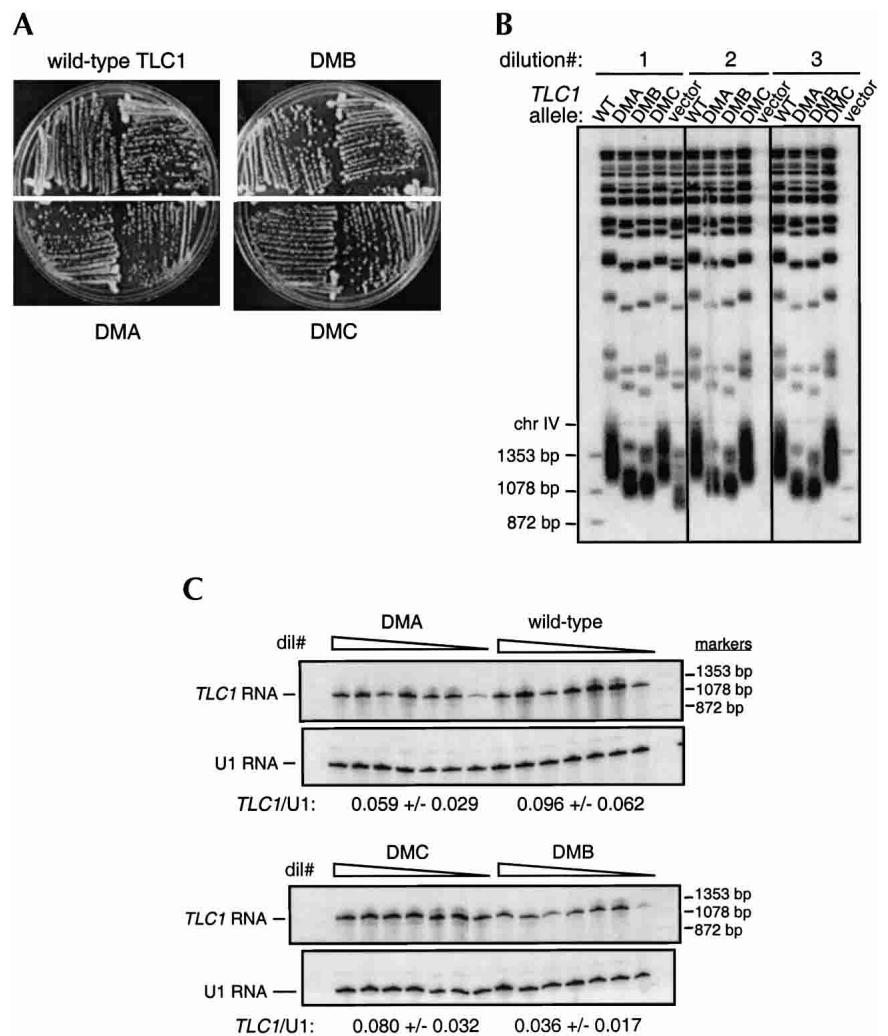 A
wild-type TLC1
DMB
DMA
DMC
B
dilution#: 1 2 3
TLC1 allele: WT DMA DMB DMC vector WT DMA DMB DMC vector WT DMA DMB DMC vector
chr IV
1353 bp
1078 bp
872 bp
C
DMA wild-type
dil#
markers
TLC1 RNA
1353 bp
1078 bp
872 bp
U1 RNA
TLC1/U1: 0.059 +/- 0.029 0.096 +/- 0.062
DMC DMB
dil#
TLC1 RNA
1353 bp
1078 bp
872 bp
U1 RNA
TLC1/U1: 0.080 +/- 0.032 0.036 +/- 0.017